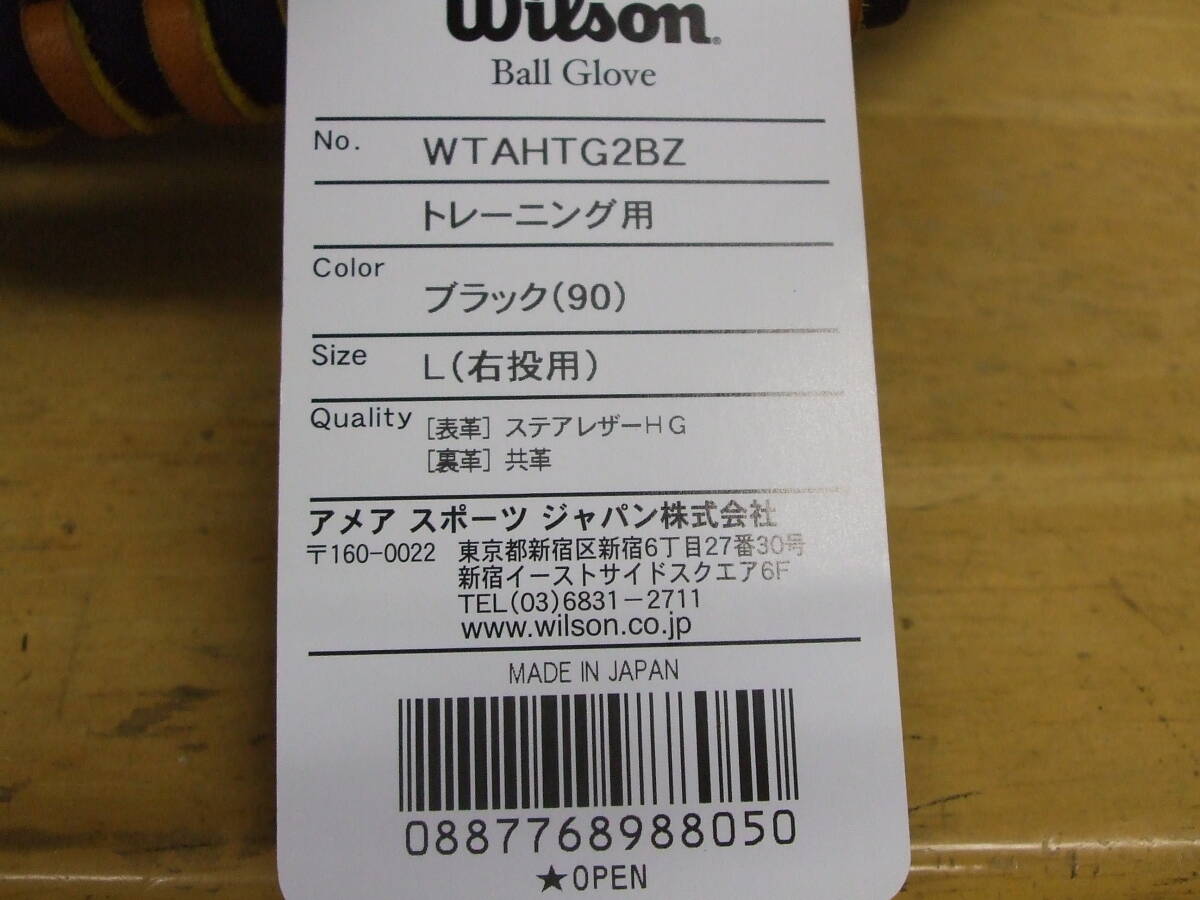 Wilson®
Ball Glove
No. WTAHTG2BZ
トレーニング用
Color ブラック(90)
Size L(右投用)
Quality [表革] ステアレザーHG
[裏革] 共革
アメア スポーツ ジャパン株式会社
〒160-0022 東京都新宿区新宿6丁目27番30号
新宿イーストサイドスクエア6F
TEL(03)6831-2711
www.wilson.co.jp
MADE IN JAPAN
0887768988050
★OPEN